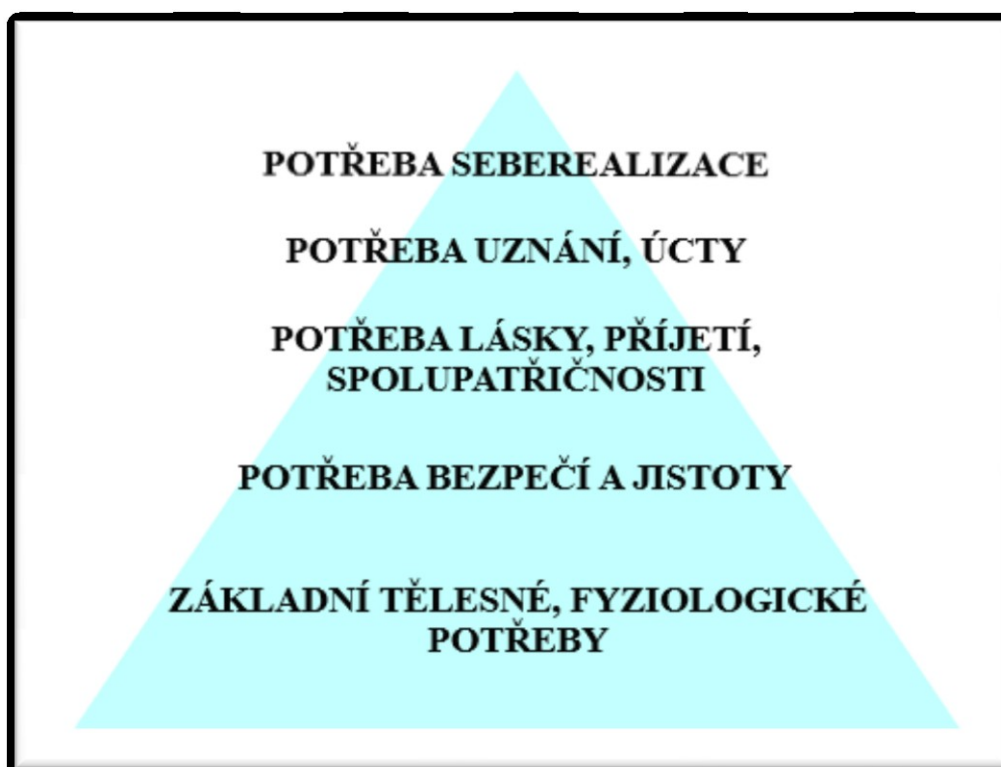 POTŘEBA SEBEREALIZACE
POTŘEBA UZNÁNÍ, ÚCTY
POTŘEBA LÁSKY, PŘÍJETÍ,
SPOLUPATŘIČNOSTI
POTŘEBA BEZPEČÍ A JISTOTY
ZÁKLADNÍ TĚLESNÉ, FYZIOLOGICKÉ
POTŘEBY